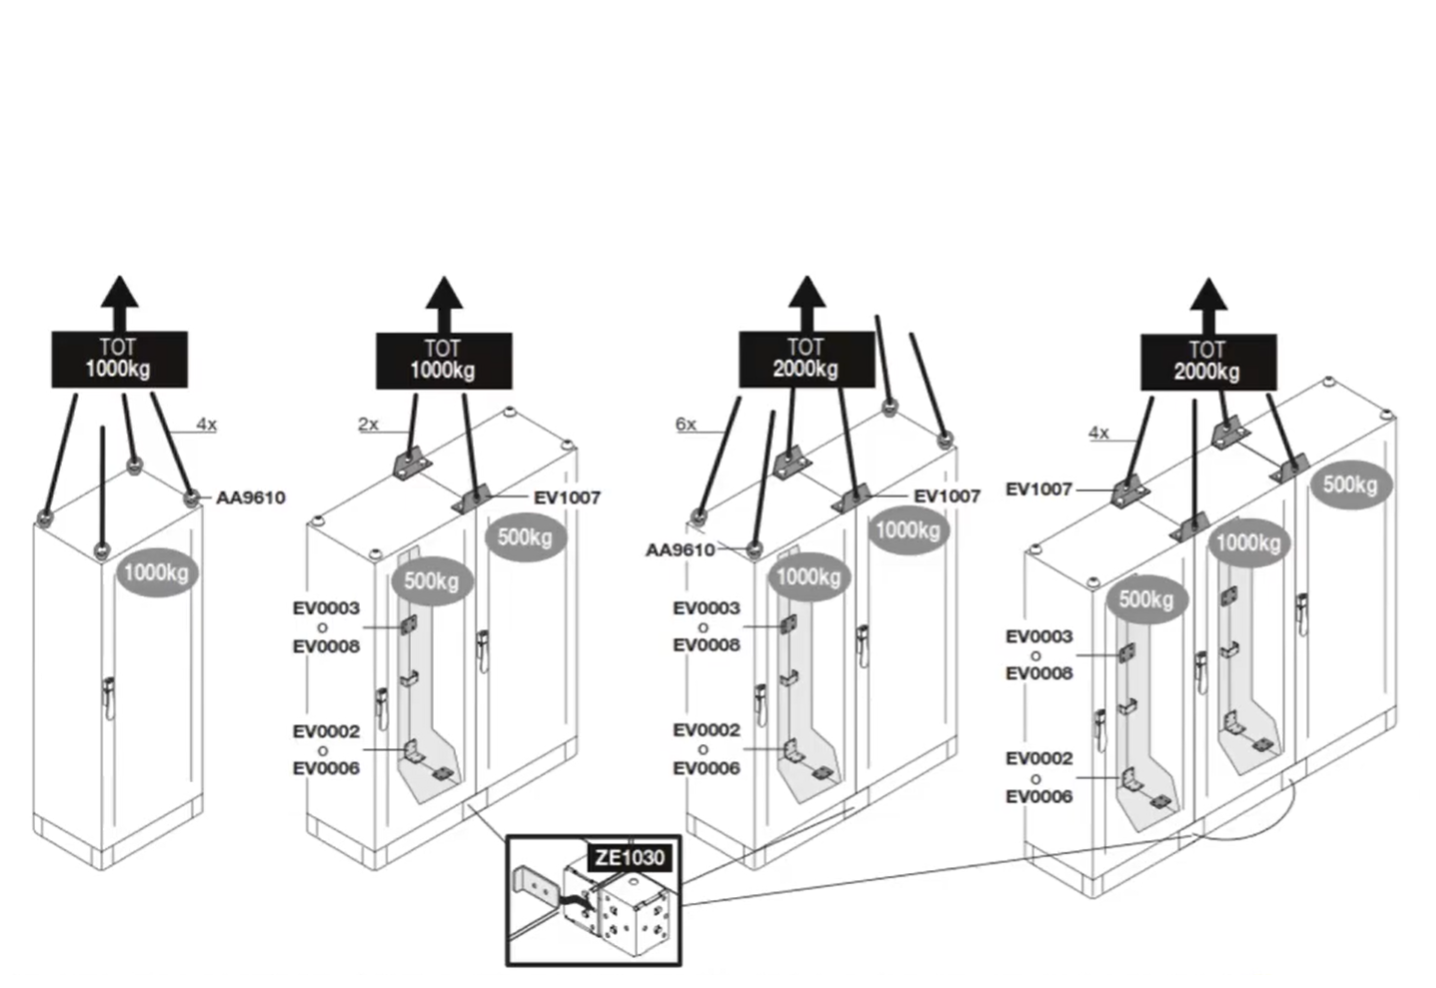 TOT
1000kg
4x
AA9610
1000kg
TOT
1000kg
2x
EV1007
500kg
500kg
EV0003
o
EV0008
EV0002
o
EV0006
TOT
2000kg
6x
EV1007
AA9610
1000kg
1000kg
EV0003
o
EV0008
EV0002
o
EV0006
TOT
2000kg
4x
EV1007
500kg
1000kg
500kg
EV0003
o
EV0008
EV0002
o
EV0006
ZE1030